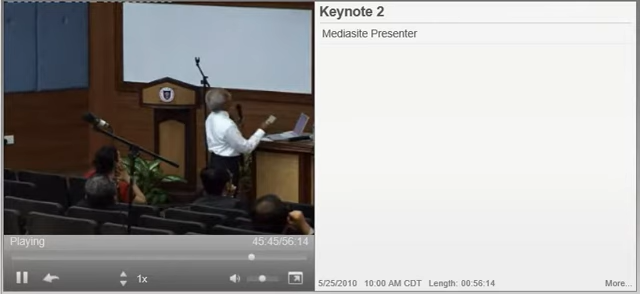 Keynote 2
Mediasite Presenter
Playing
45:45/56:14
1x
5/25/2010 10:00 AM CDT Length: 00:56:14
More...